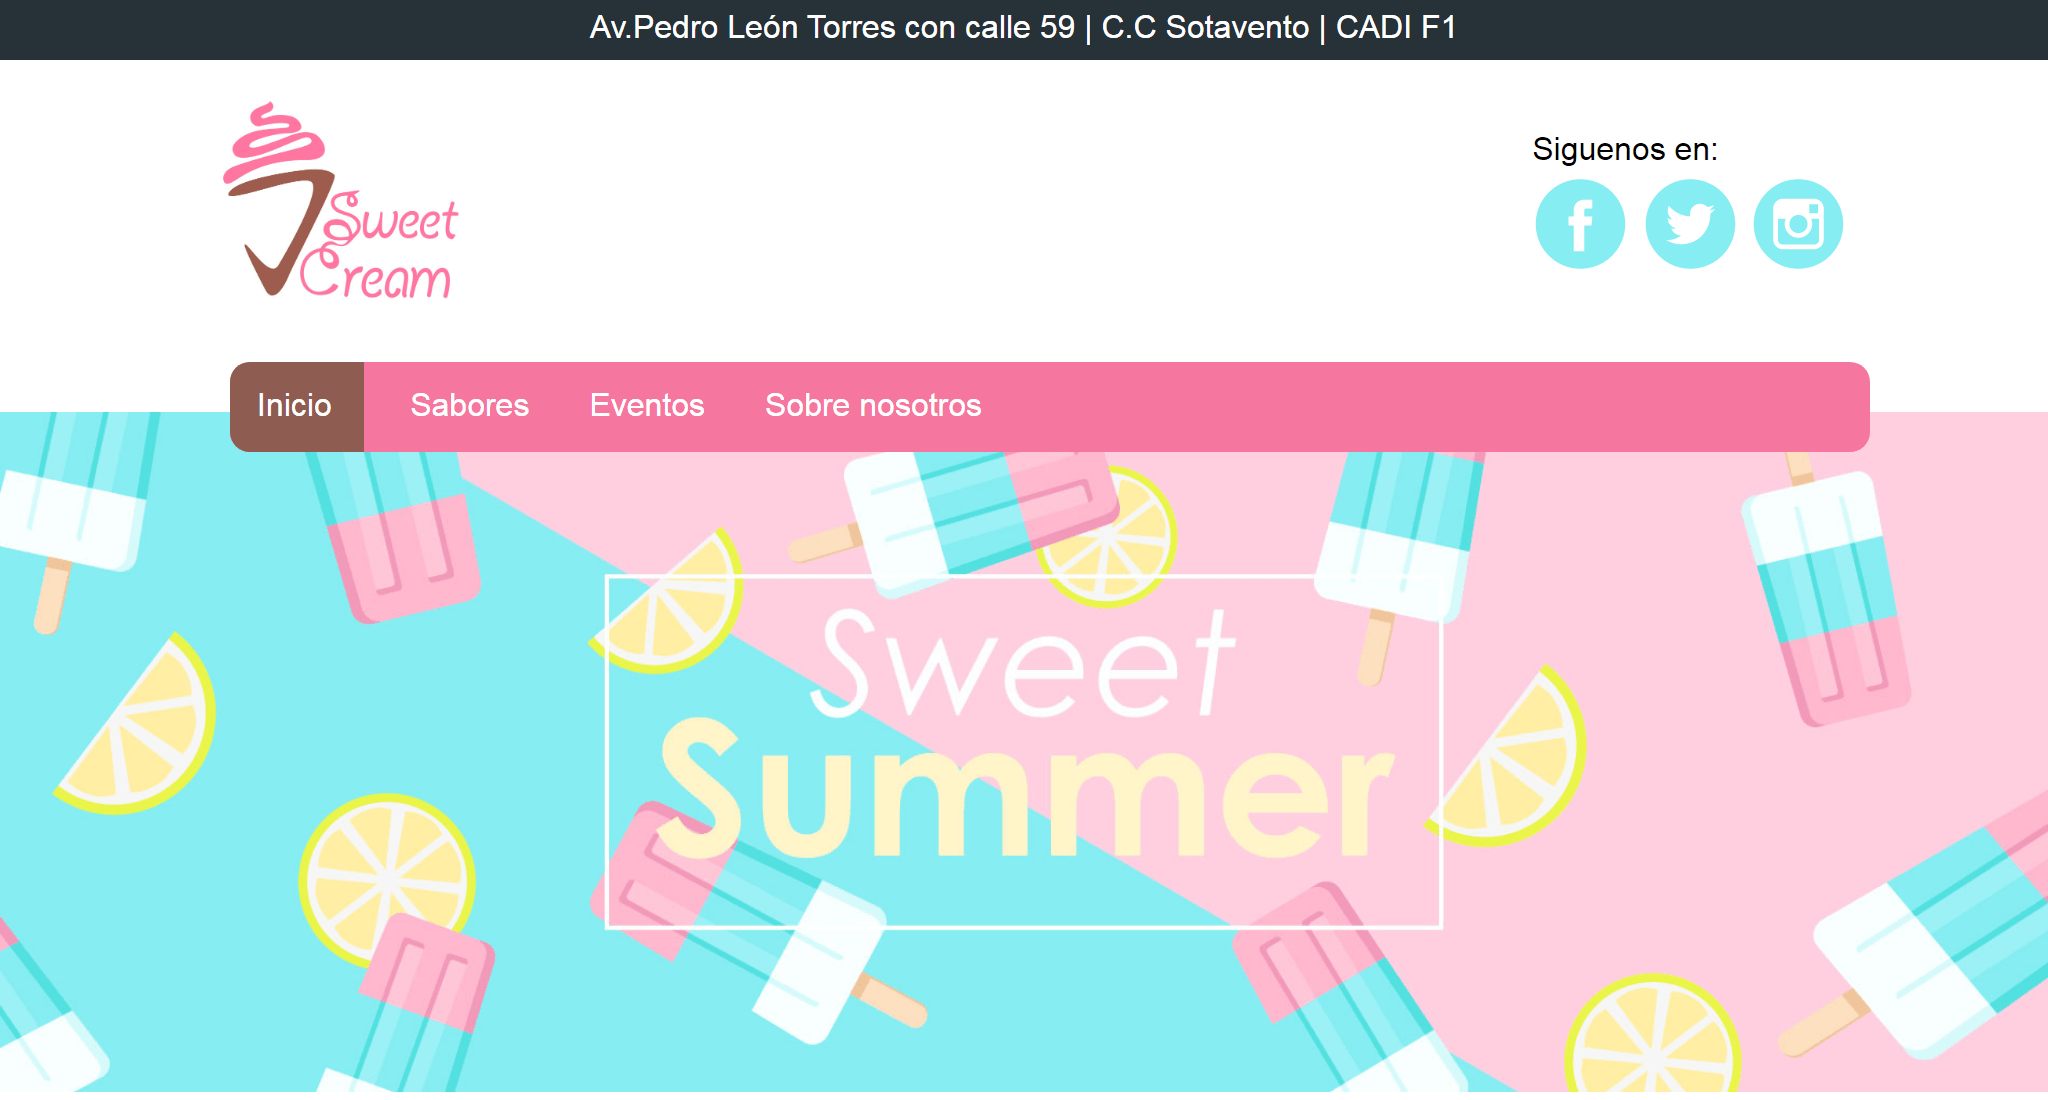 Av.Pedro León Torres con calle 59 | C.C Sotavento | CADI F1
Sweet
Cream
Siguenos en:
Inicio Sabores Eventos Sobre nosotros
Sweet
Summer